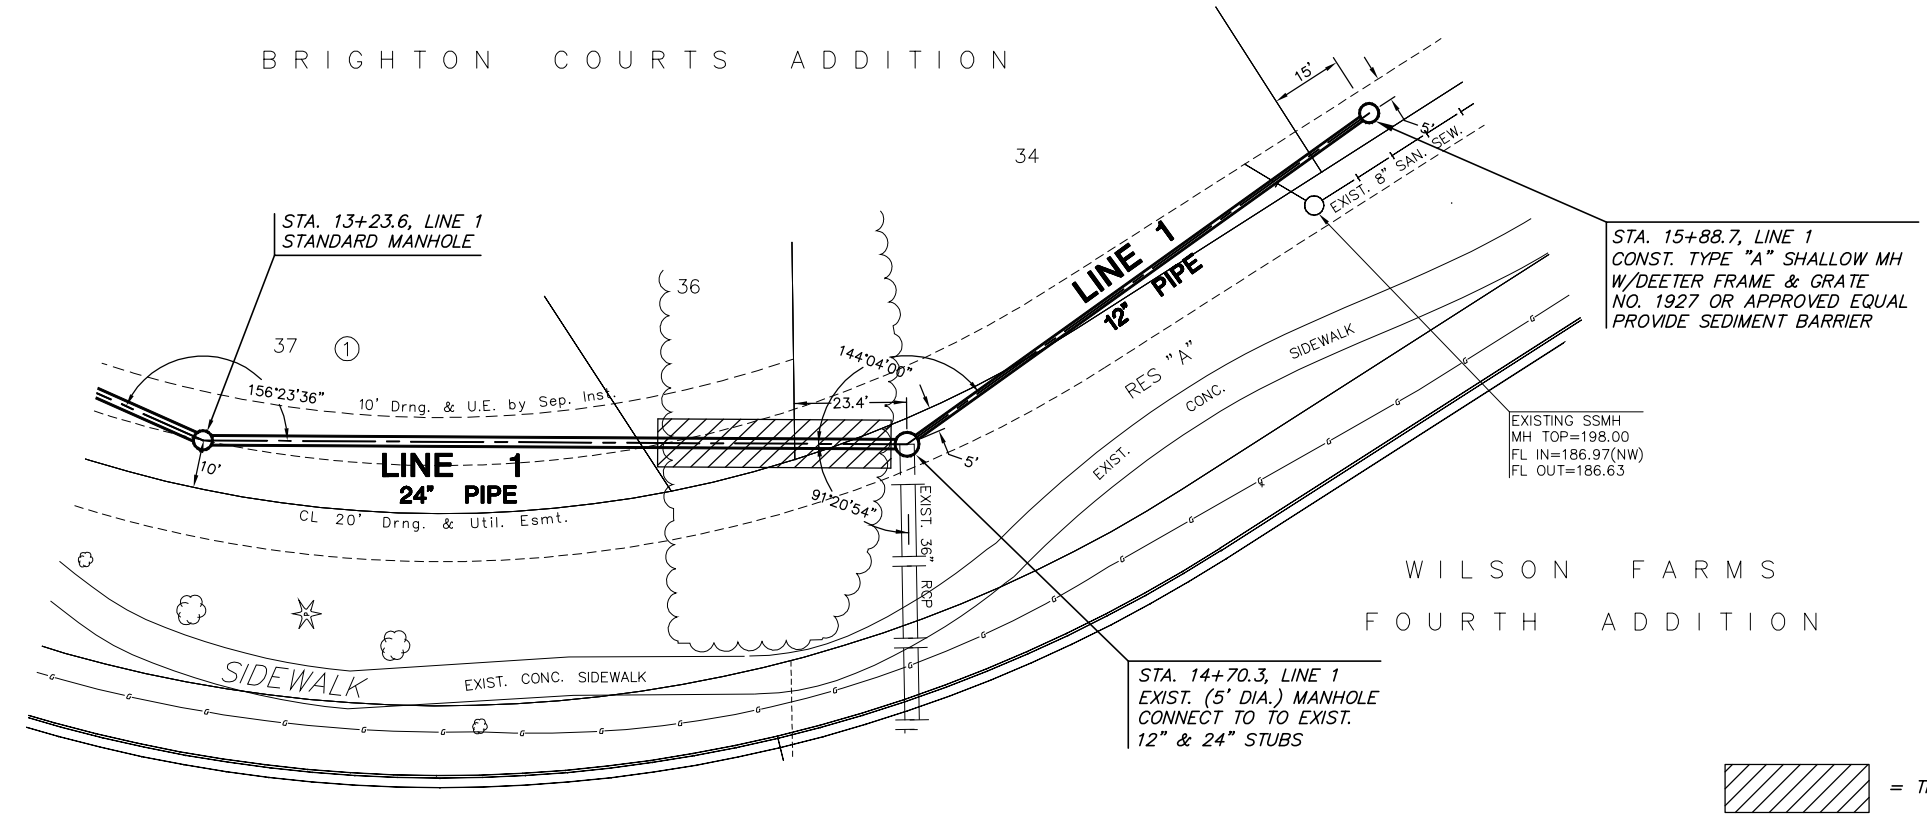 BRIGHTON COURTS ADDITION
15'
5'
34
EXIST. 8" SAN. SEW.
STA. 13+23.6, LINE 1
STANDARD MANHOLE
STA. 15+88.7, LINE 1
CONST. TYPE "A" SHALLOW MH
W/DEETER FRAME & GRATE
NO. 1927 OR APPROVED EQUAL
PROVIDE SEDIMENT BARRIER
LINE 1
12" PIPE
36
37
1
144°04'00"
156°23'36"
10' Drng. & U.E. by Sep. Inst.
23.4'
RES "A"
SIDEWALK
CONC.
EXIST.
EXISTING SSMH
MH TOP=198.00
FL IN=186.97(NW)
FL OUT=186.63
10'
LINE 1
24" PIPE
5'
91°20'54"
CL 20' Drng. & Util. Esmt.
EXIST. 36" RCP
WILSON FARMS
FOURTH ADDITION
SIDEWALK
EXIST. CONC. SIDEWALK
G G G G G G G G G G G G G G G G G G G G
STA. 14+70.3, LINE 1
EXIST. (5' DIA.) MANHOLE
CONNECT TO TO EXIST.
12" & 24" STUBS
=